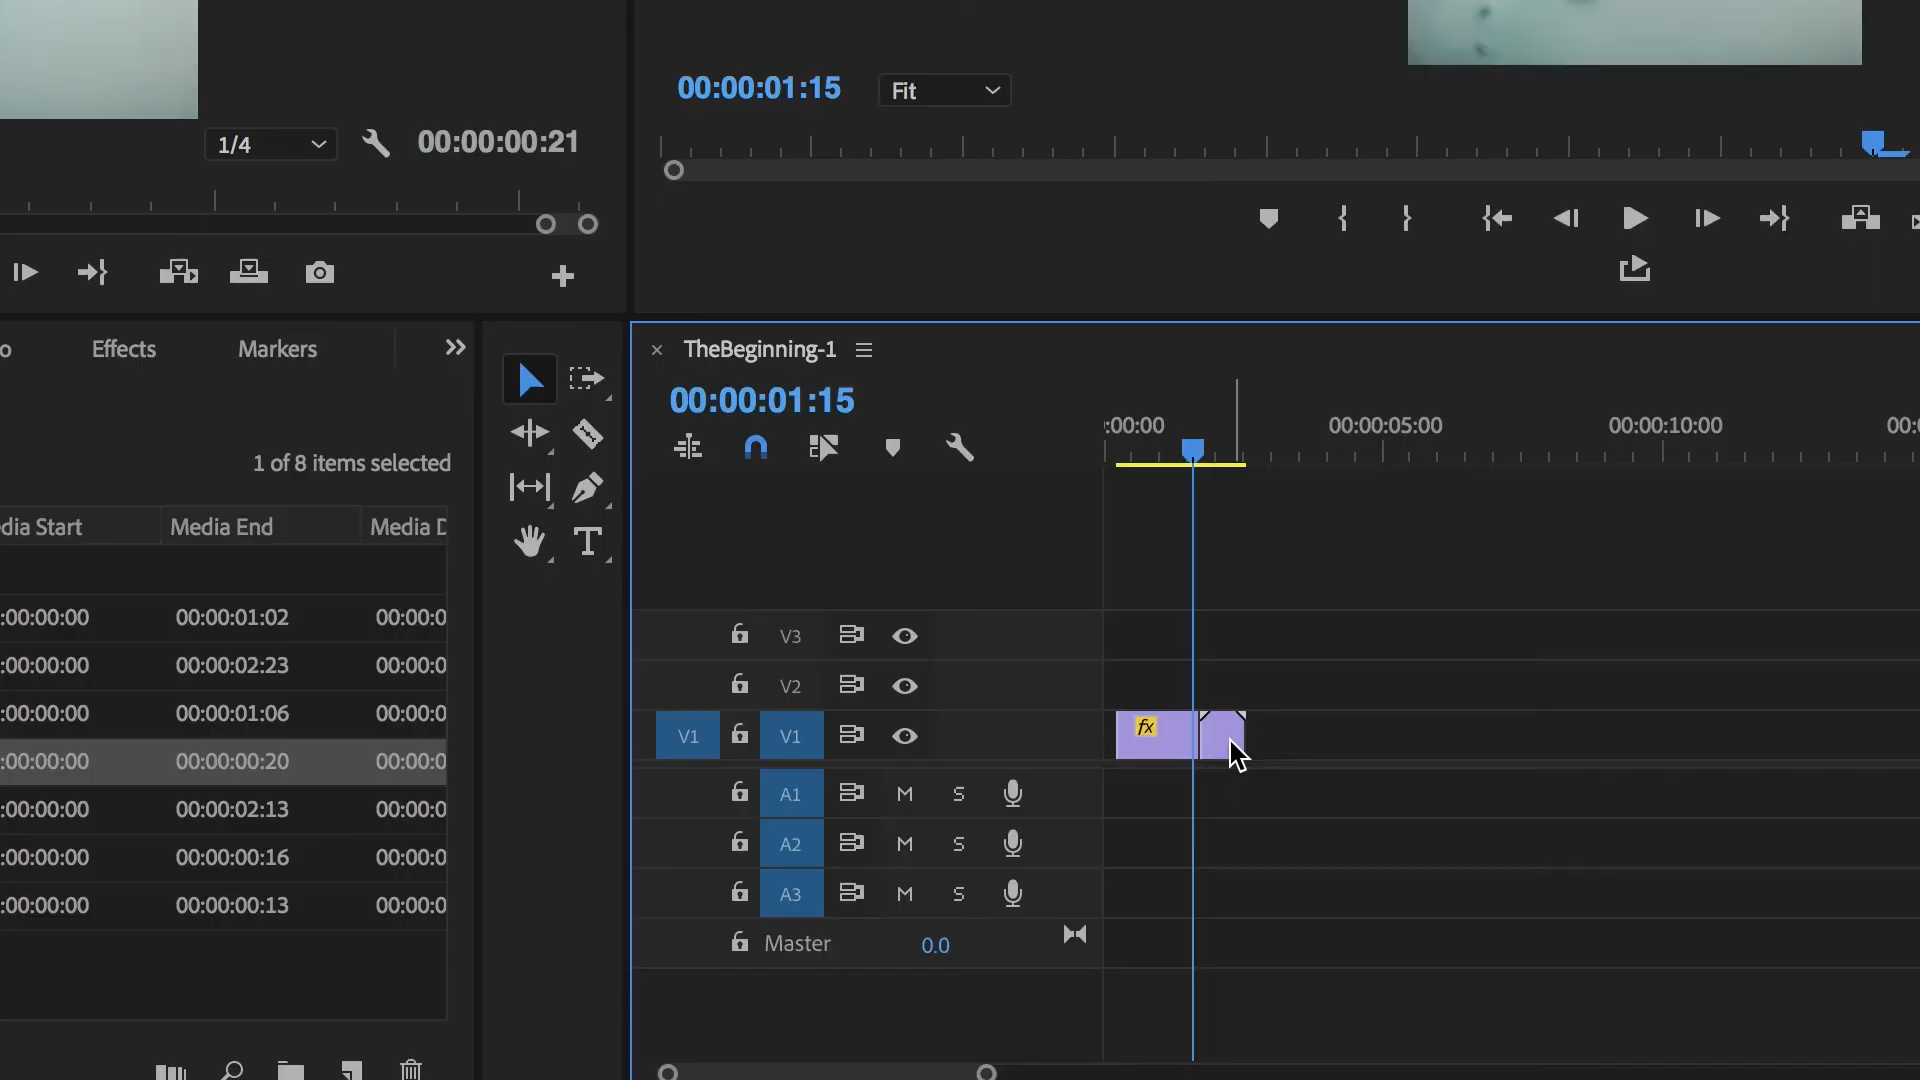 00:00:01:15
Fit
1/4
00:00:00:21
o
Effects
Markers
TheBeginning-1
00:00:01:15
:00:00
00:00:05:00
00:00:10:00
00:
1 of 8 items selected
dia Start
Media End
Media D
:00:00:00
00:00:01:02
00:00:0
:00:00:00
00:00:02:23
00:00:0
:00:00:00
00:00:01:06
00:00:0
:00:00:00
00:00:00:20
00:00:0
:00:00:00
00:00:02:13
00:00:0
:00:00:00
00:00:00:16
00:00:0
:00:00:00
00:00:00:13
00:00:0
V3
V2
V1
V1
fx
A1
M
S
A2
M
S
A3
M
S
Master
0.0